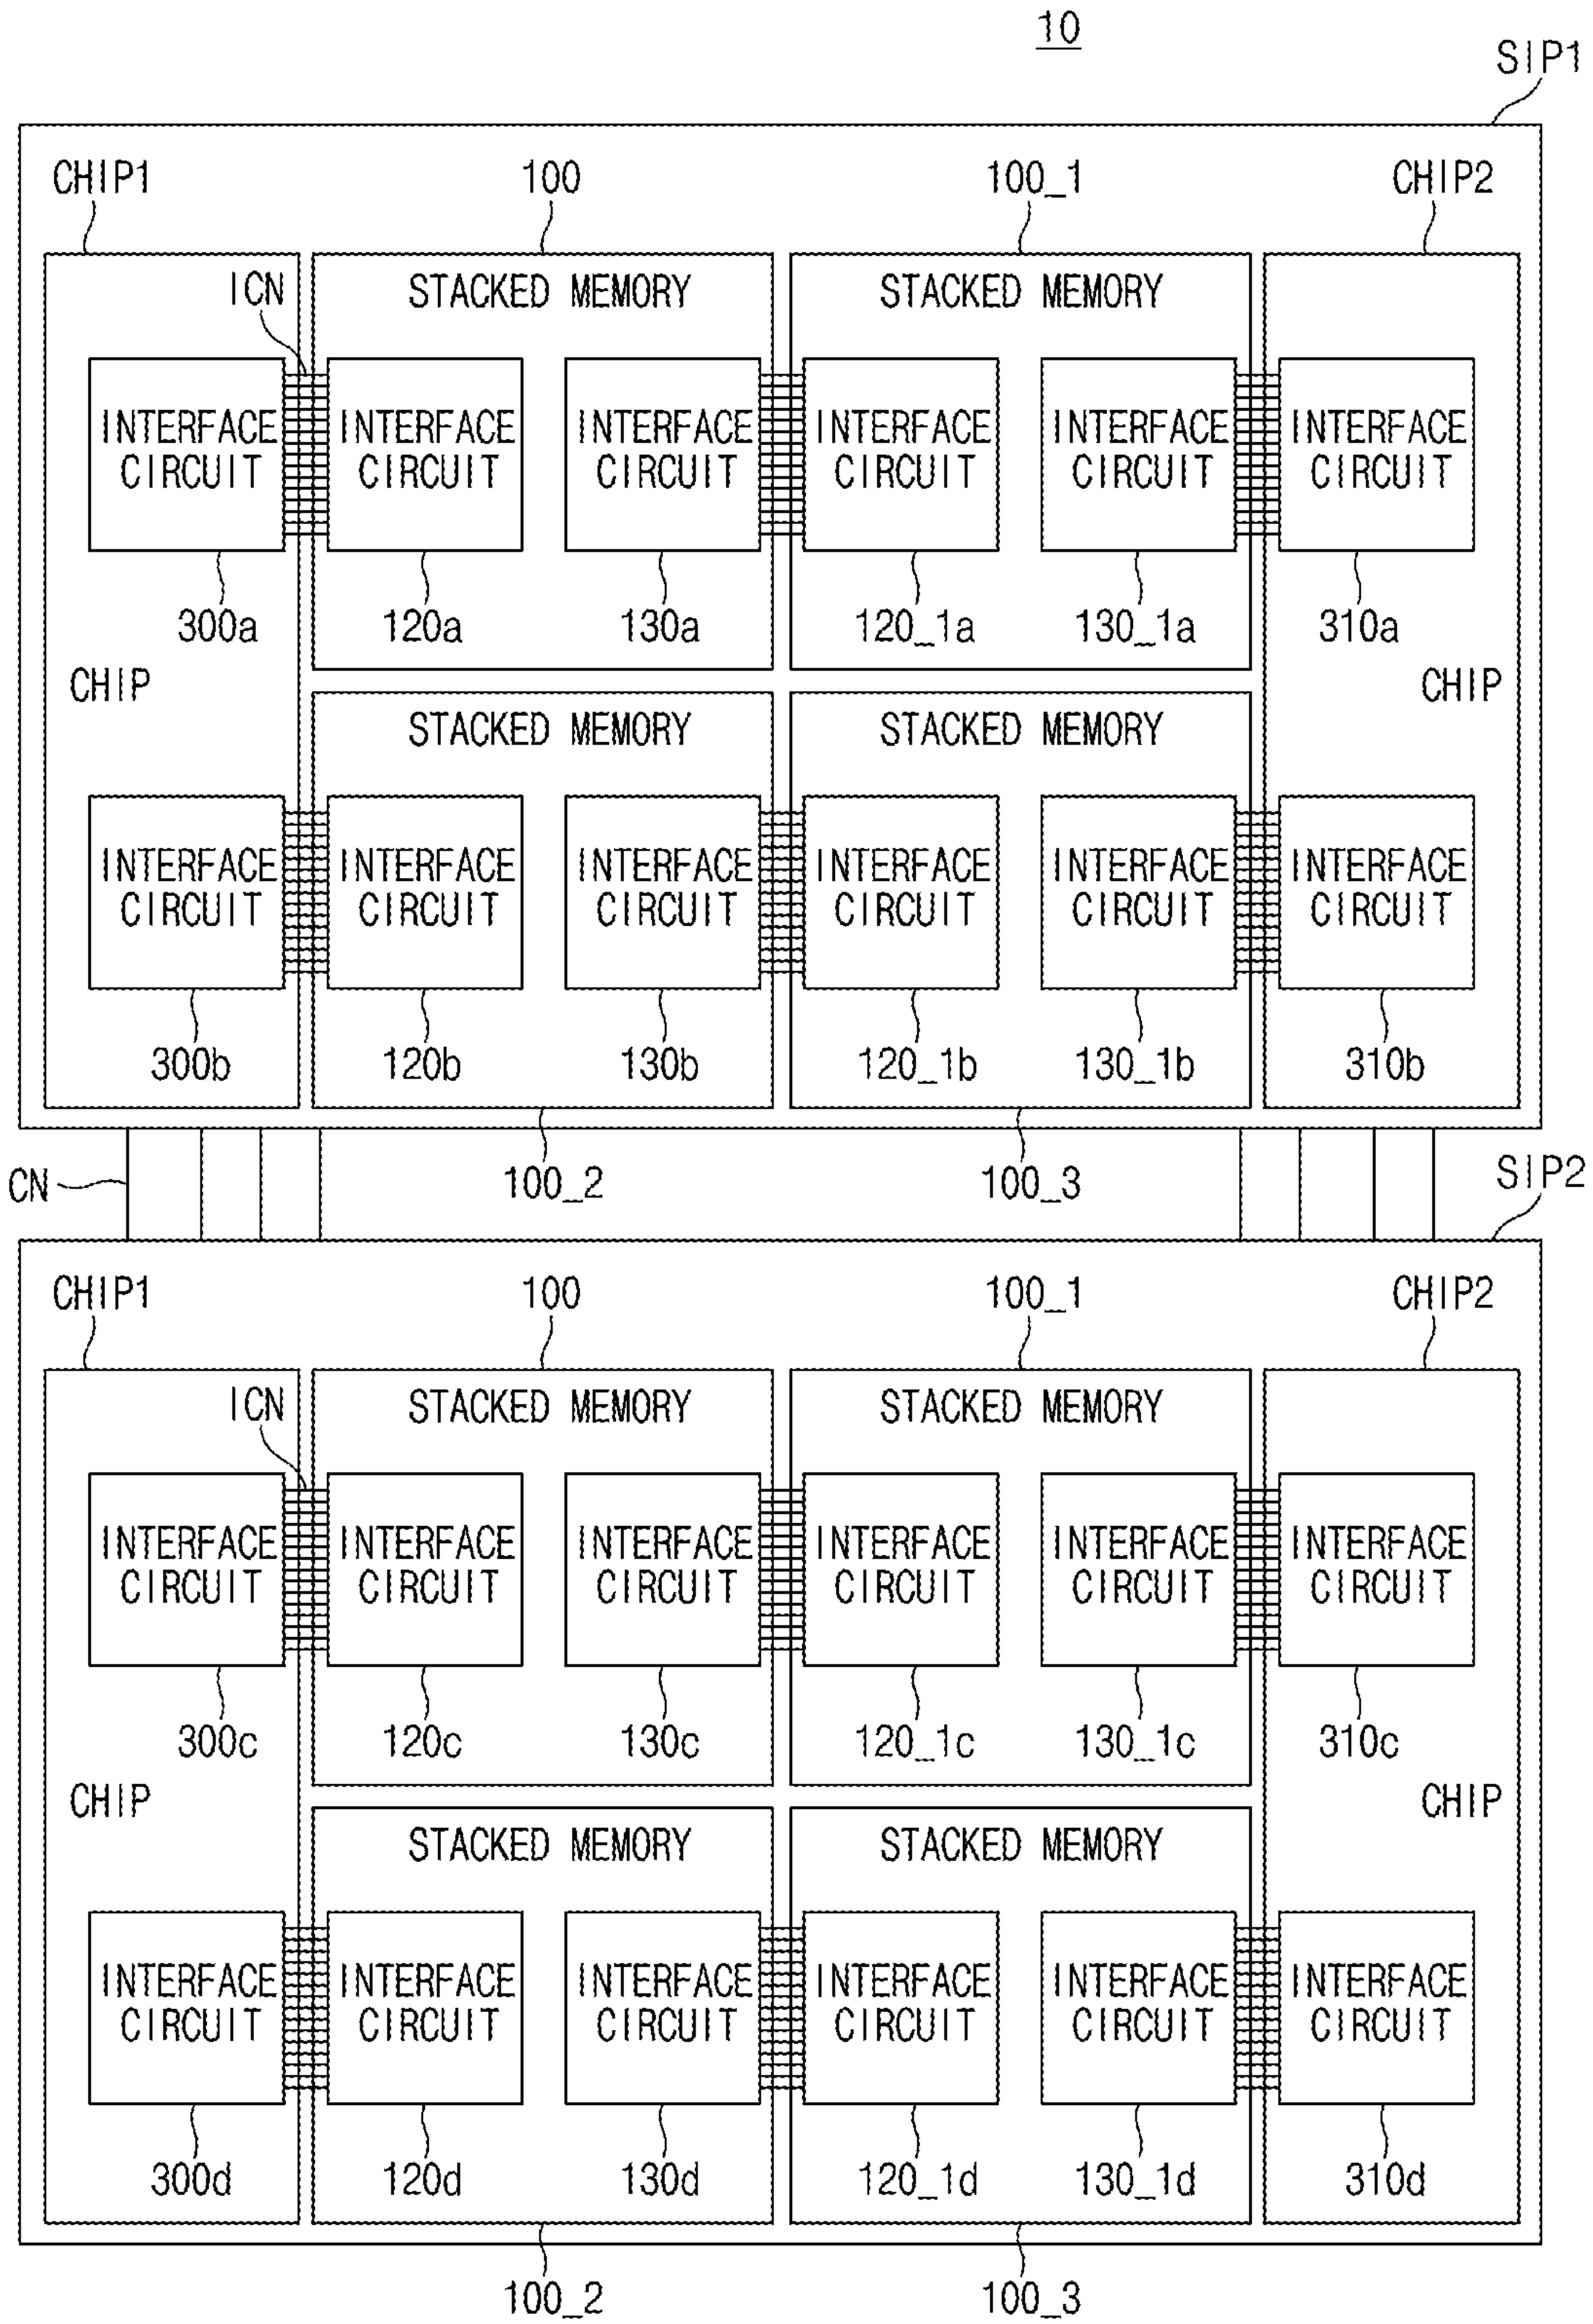 10
SIP1
CHIP1 100 100_1 CHIP2
ICN STACKED MEMORY STACKED MEMORY
INTERFACE INTERFACE INTERFACE INTERFACE INTERFACE INTERFACE
CIRCUIT CIRCUIT CIRCUIT CIRCUIT CIRCUIT CIRCUIT
300a 120a 130a 120_1a 130_1a 310a
CHIP CHIP
STACKED MEMORY STACKED MEMORY
INTERFACE INTERFACE INTERFACE INTERFACE INTERFACE INTERFACE
CIRCUIT CIRCUIT CIRCUIT CIRCUIT CIRCUIT CIRCUIT
300b 120b 130b 120_1b 130_1b 310b
CN 100_2 100_3 SIP2
CHIP1 100 100_1 CHIP2
ICN STACKED MEMORY STACKED MEMORY
INTERFACE INTERFACE INTERFACE INTERFACE INTERFACE INTERFACE
CIRCUIT CIRCUIT CIRCUIT CIRCUIT CIRCUIT CIRCUIT
300c 120c 130c 120_1c 130_1c 310c
CHIP CHIP
STACKED MEMORY STACKED MEMORY
INTERFACE INTERFACE INTERFACE INTERFACE INTERFACE INTERFACE
CIRCUIT CIRCUIT CIRCUIT CIRCUIT CIRCUIT CIRCUIT
300d 120d 130d 120_1d 130_1d 310d
100_2 100_3